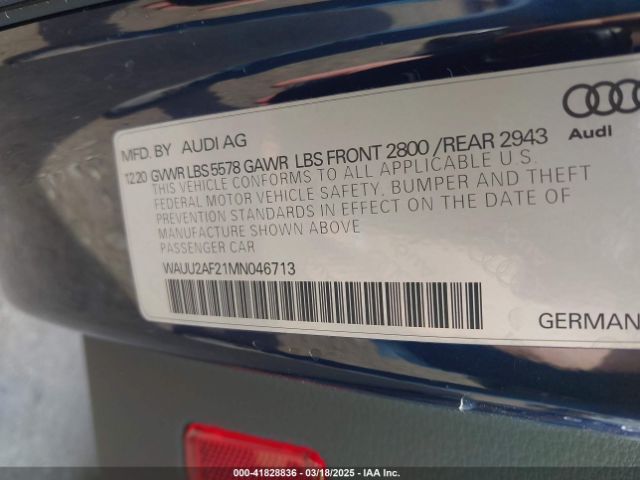 MFD. BY AUDI AG
Audi
12 20 GVWR LBS 5578 GAWR LBS FRONT 2800 /REAR 2943
THIS VEHICLE CONFORMS TO ALL APPLICABLE U.S.
FEDERAL MOTOR VEHICLE SAFETY, BUMPER AND THEFT
PREVENTION STANDARDS IN EFFECT ON THE DATE OF
MANUFACTURE SHOWN ABOVE
PASSENGER CAR
WAUU2AF21MN046713
GERMAN
000-41828836 - 03/18/2025 - IAA Inc.